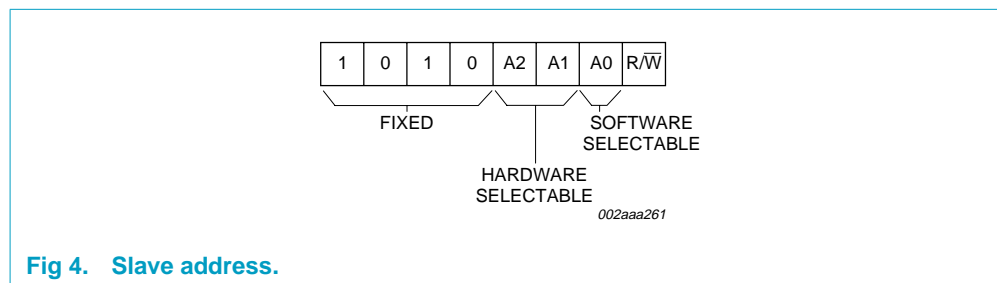 1 0 1 0 A2 A1 A0 R/W̅
FIXED
SOFTWARE
SELECTABLE
HARDWARE
SELECTABLE
002aaa261
Fig 4. Slave address.